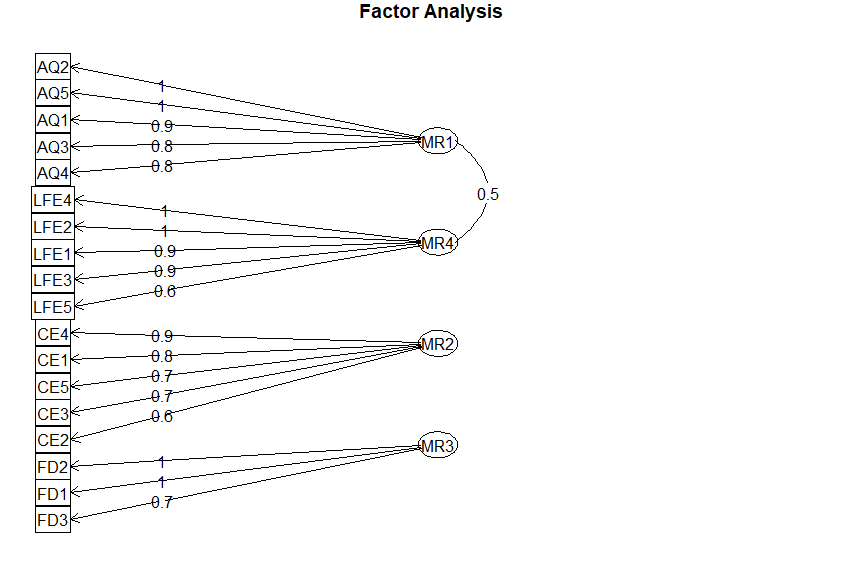 Factor Analysis
AQ2
AQ5
AQ1
AQ3
AQ4
LFE4
LFE2
LFE1
LFE3
LFE5
CE4
CE1
CE5
CE3
CE2
FD2
FD1
FD3
1
1
0.9
0.8
0.8
1
1
0.9
0.9
0.6
0.9
0.8
0.7
0.7
0.6
1
1
0.7
MR1
MR4
MR2
MR3
0.5